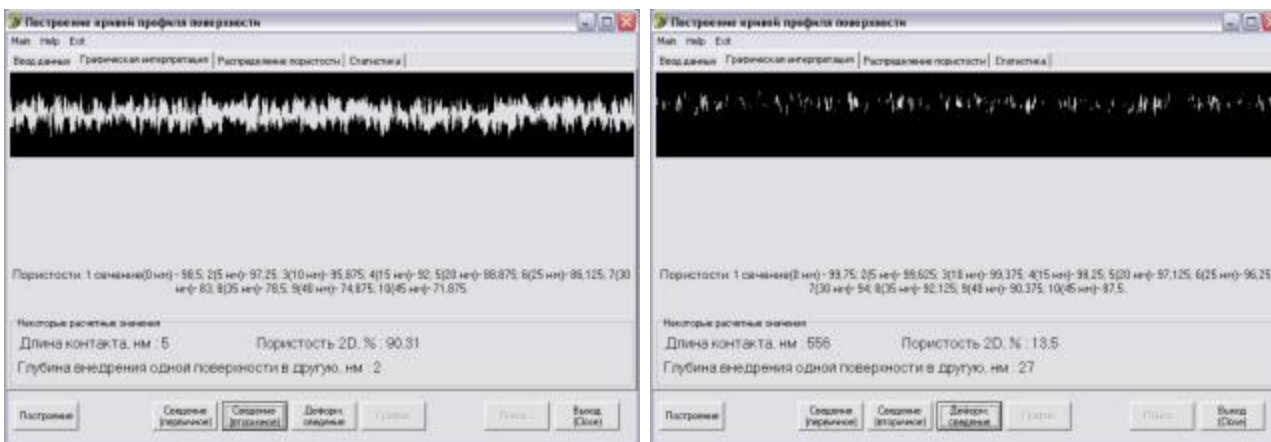 Построение кривой профиля поверхности
Main Help Exit
Ввод данных Графическая интерпретация Распределение пористости Статистика
Пористости: 1 сечение(0 нм) - 98,5; 2(5 нм)- 97,25; 3(10 нм)- 95,875; 4(15 нм)- 92; 5(20 нм)- 88,875; 6(25 нм)- 86,125; 7(30
нм)- 83; 8(35 нм)- 78,5; 9(40 нм)- 74,875; 10(45 нм)- 71,875.
Некоторые расчетные значения
Длина контакта, нм : 5 Пористость 2D, % : 90.31
Глубина внедрения одной поверхности в другую, нм : 2
Построение
Сведение
(первичное)
Сведение
(вторичное)
Деформ.
сведение
График
Поиск...
Выход
(Close)
Построение кривой профиля поверхности
Main Help Exit
Ввод данных Графическая интерпретация Распределение пористости Статистика
Пористости: 1 сечение(0 нм) - 99,75; 2(5 нм)- 99,625; 3(10 нм)- 99,375; 4(15 нм)- 98,25; 5(20 нм)- 97,125; 6(25 нм)- 96,25;
7(30 нм)- 94; 8(35 нм)- 92,125; 9(40 нм)- 90,375; 10(45 нм)- 87,5.
Некоторые расчетные значения
Длина контакта, нм : 556 Пористость 2D, % : 13.5
Глубина внедрения одной поверхности в другую, нм : 27
Построение
Сведение
(первичное)
Сведение
(вторичное)
Деформ.
сведение
График
Поиск...
Выход
(Close)